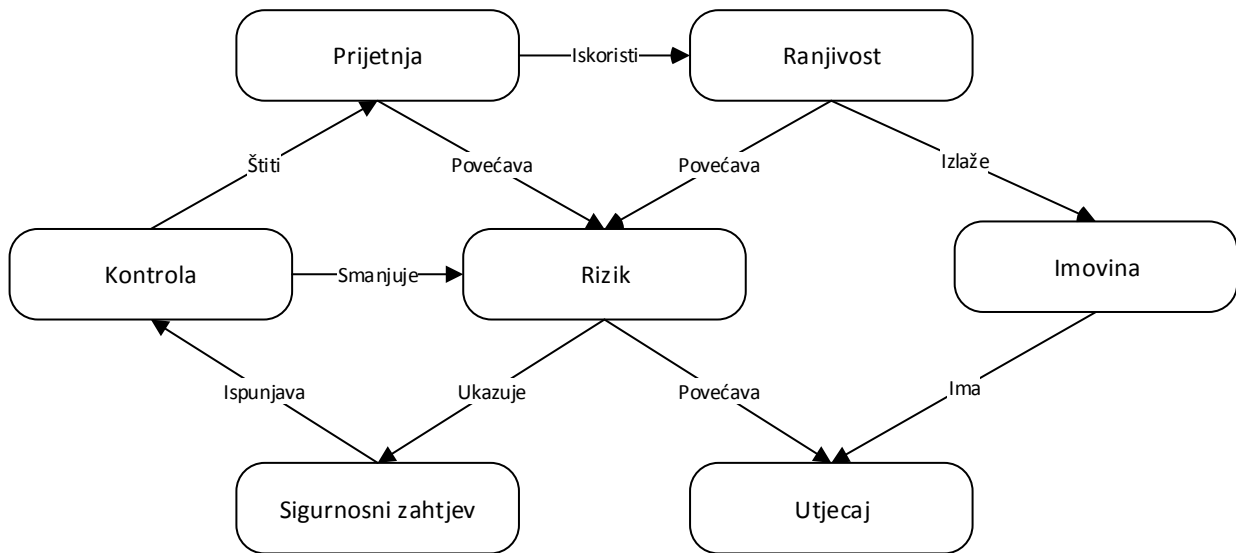 Prijetnja
Iskoristi
Ranjivost
Štiti
Povećava
Povećava
Izlaže
Kontrola
Smanjuje
Rizik
Imovina
Ispunjava
Ukazuje
Povećava
Ima
Sigurnosni zahtjev
Utjecaj